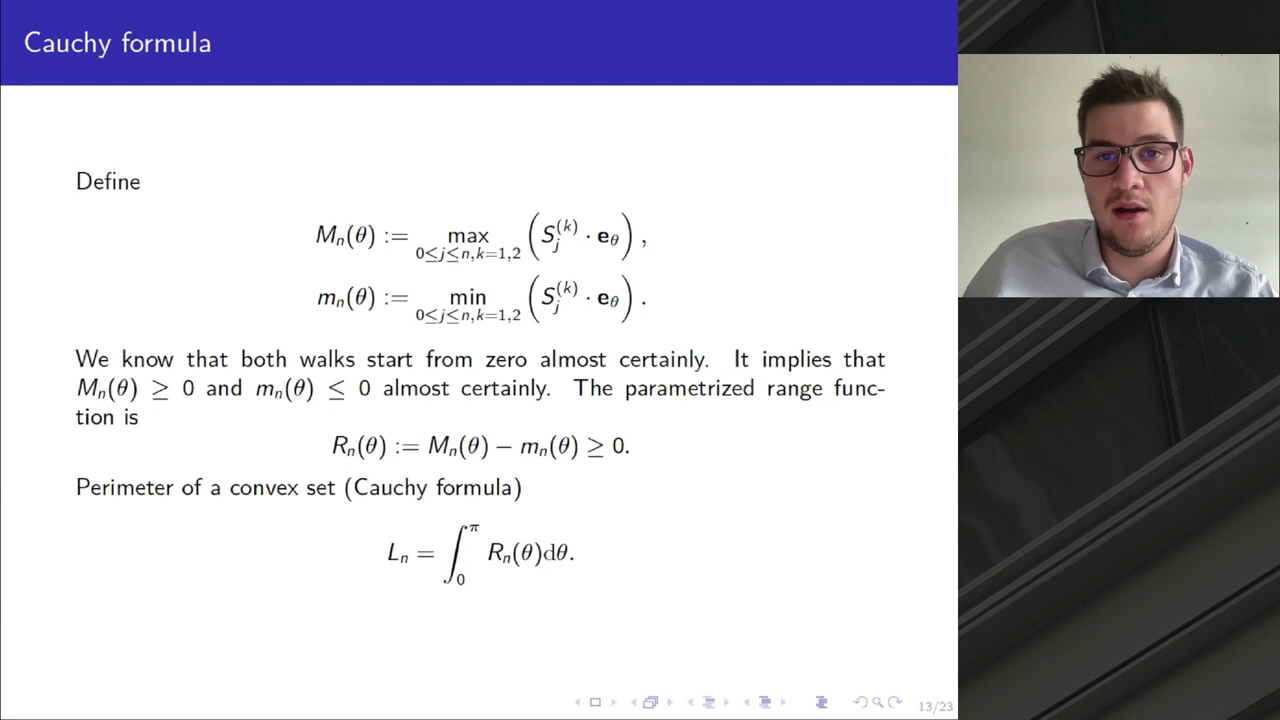 Cauchy formula
Define
Mₙ(θ) := max_{0≤j≤n,k=1,2} (S_j^{(k)} · e_θ),
mₙ(θ) := min_{0≤j≤n,k=1,2} (S_j^{(k)} · e_θ).
We know that both walks start from zero almost certainly. It implies that
Mₙ(θ) ≥ 0 and mₙ(θ) ≤ 0 almost certainly. The parametrized range func-
tion is
Rₙ(θ) := Mₙ(θ) − mₙ(θ) ≥ 0.
Perimeter of a convex set (Cauchy formula)
Lₙ = ∫₀^π Rₙ(θ)dθ.
13/23